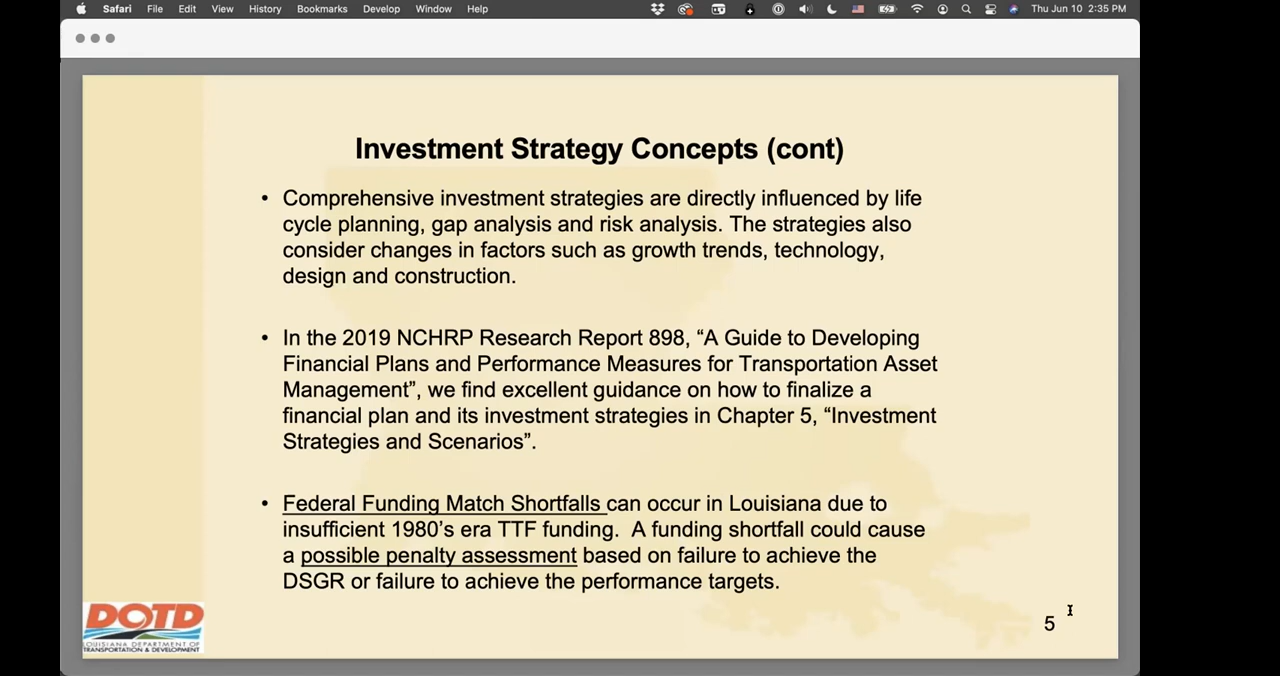 Safari File Edit View History Bookmarks Develop Window Help Thu Jun 10 2:35 PM
Investment Strategy Concepts (cont)
• Comprehensive investment strategies are directly influenced by life
cycle planning, gap analysis and risk analysis. The strategies also
consider changes in factors such as growth trends, technology,
design and construction.
• In the 2019 NCHRP Research Report 898, “A Guide to Developing
Financial Plans and Performance Measures for Transportation Asset
Management”, we find excellent guidance on how to finalize a
financial plan and its investment strategies in Chapter 5, “Investment
Strategies and Scenarios”.
• Federal Funding Match Shortfalls can occur in Louisiana due to
insufficient 1980’s era TTF funding. A funding shortfall could cause
a possible penalty assessment based on failure to achieve the
DSGR or failure to achieve the performance targets.
DOTD
LOUISIANA DEPARTMENT OF
TRANSPORTATION & DEVELOPMENT
5